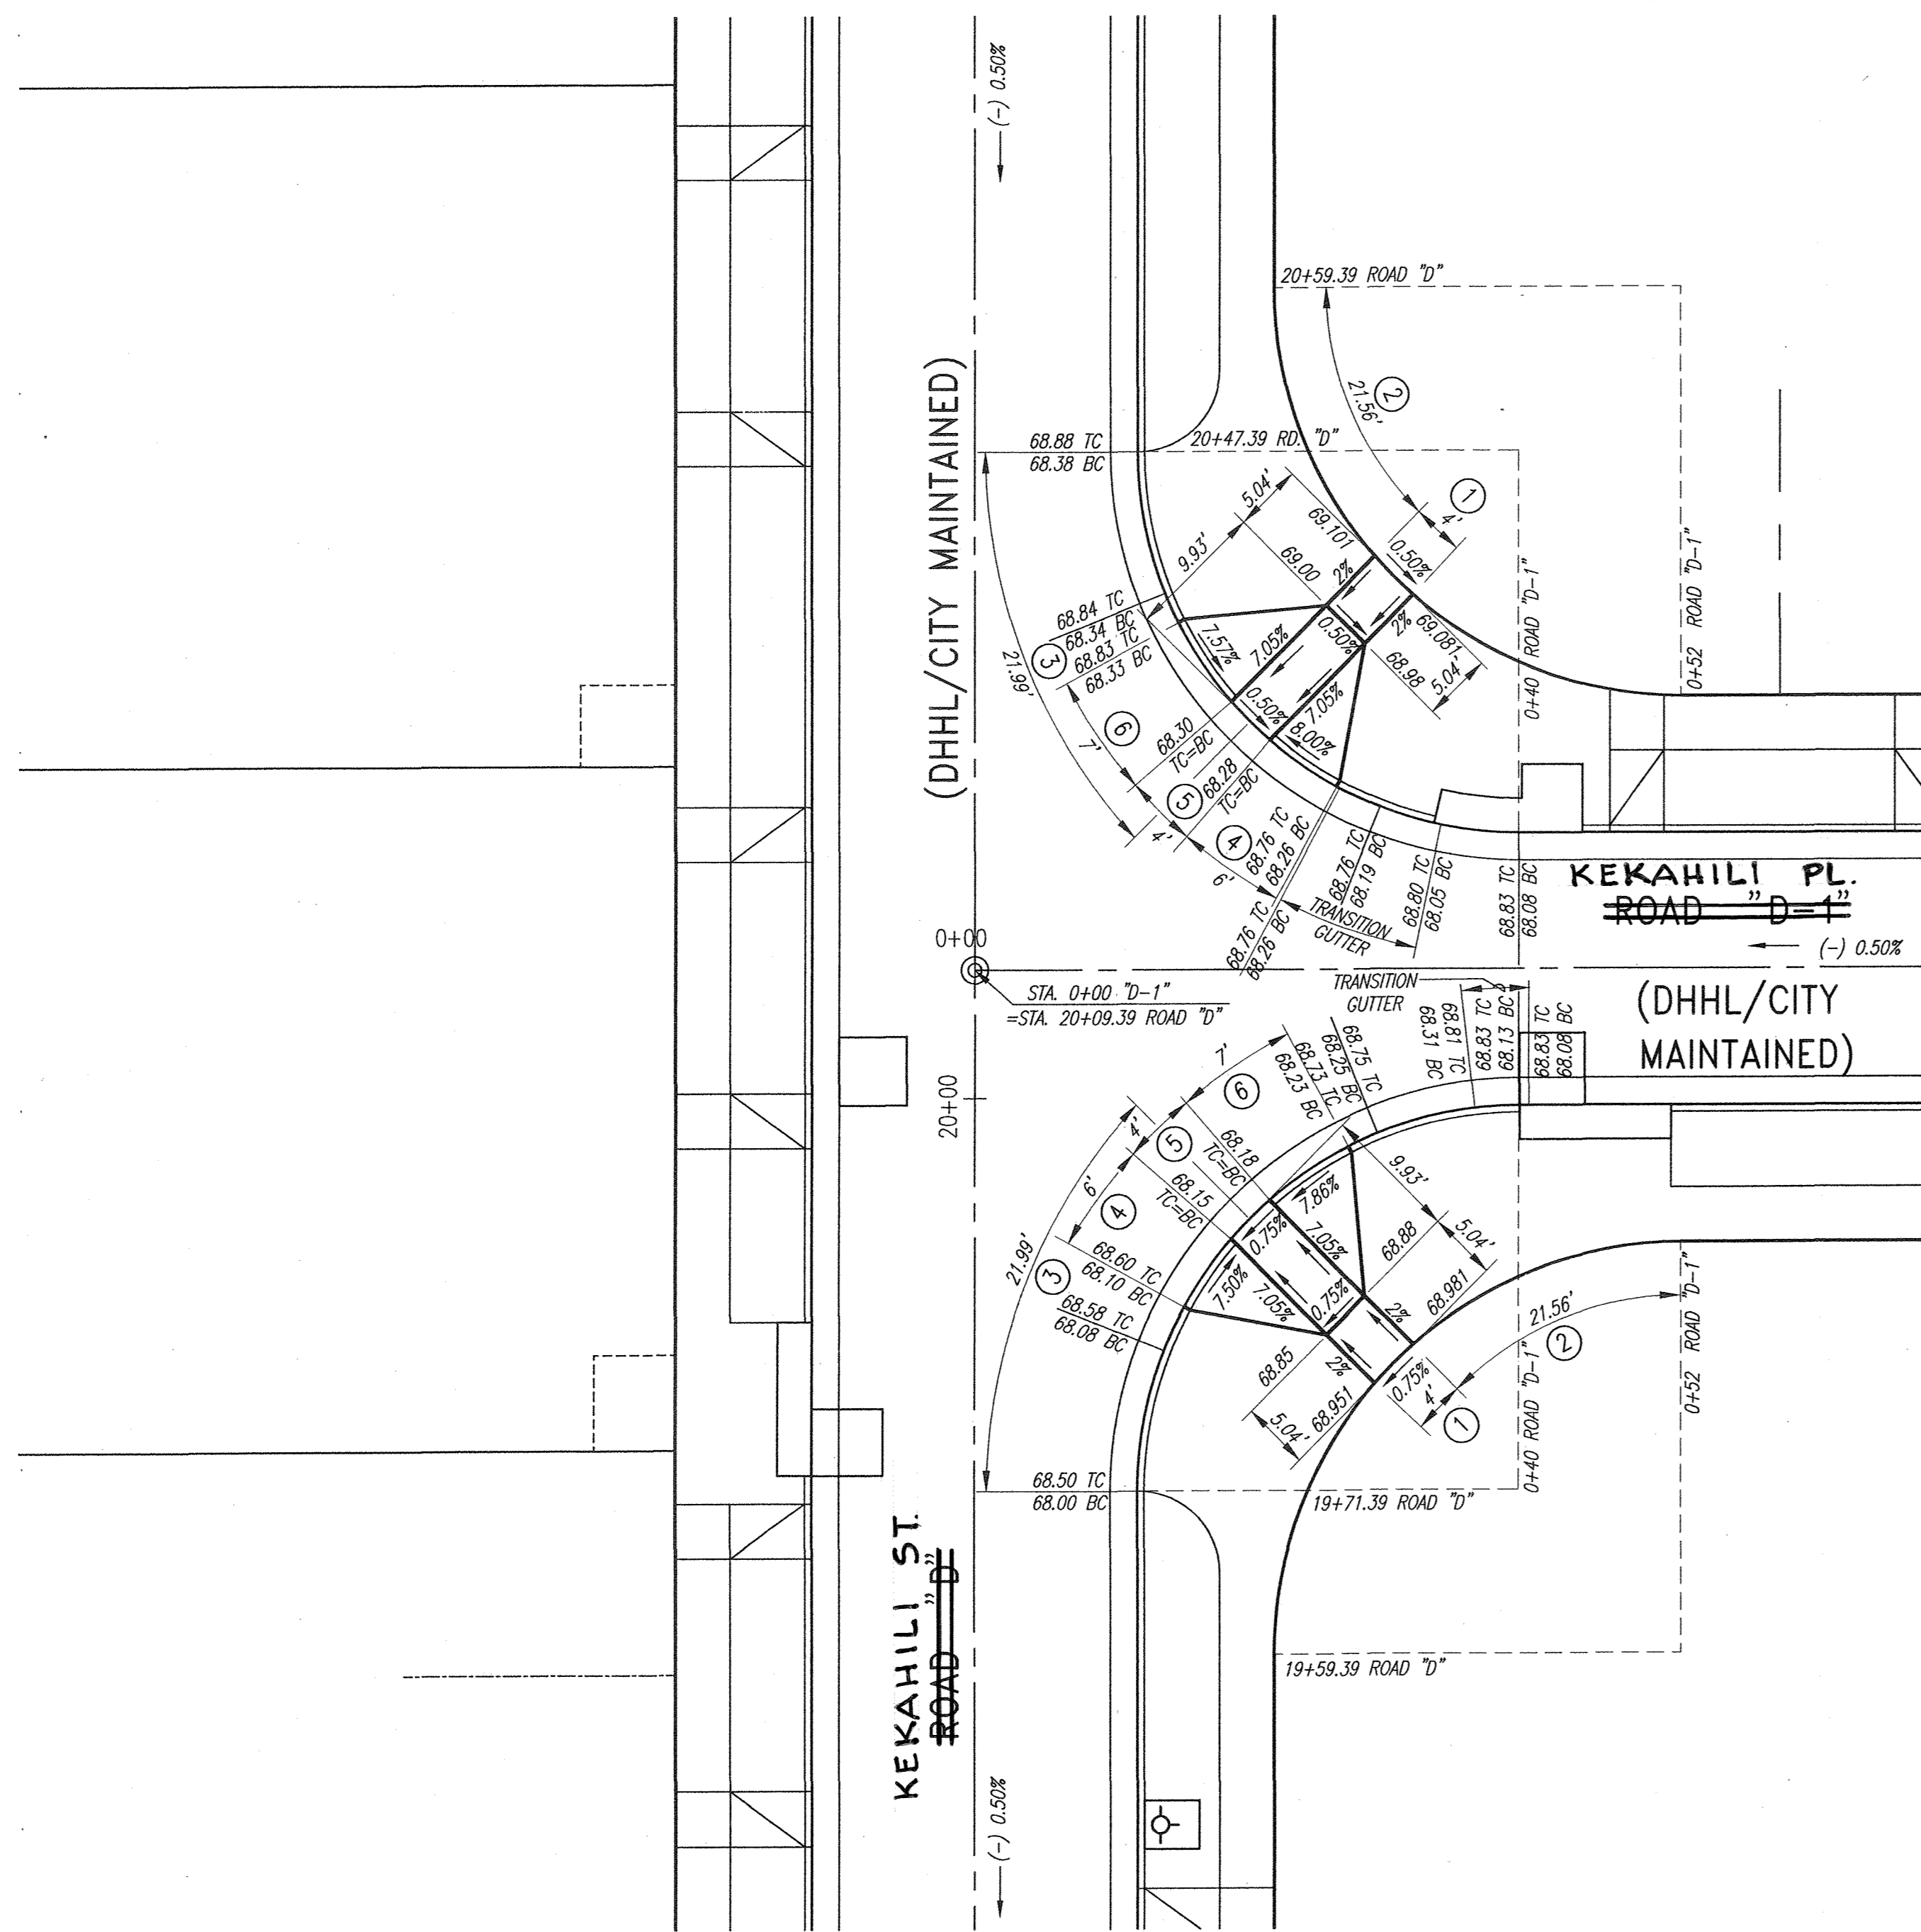 (-) 0.50%
(DHHL/CITY MAINTAINED)
20+59.39 ROAD "D"
21.56'
2
68.88 TC
68.38 BC
20+47.39 RD. "D"
5.04'
9.93'
69.101
69.00
1
4'
0.50%
2%
2%
69.081
68.98
5.04'
0+40 ROAD "D-1"
0+52 ROAD "D-1"
68.84 TC
68.34 BC
68.83 TC
68.33 BC
3
21.99'
7.57%
7.05%
0.50%
0.50%
7.05%
8.00%
6
7'
68.30
TC=BC
5
68.28
TC=BC
4'
4
6'
68.76 TC
68.26 BC
68.76 TC
68.26 BC
68.76 TC
68.19 BC
TRANSITION
GUTTER
68.80 TC
68.05 BC
68.83 TC
68.08 BC
KEKAHILI PL.
ROAD "D-1"
(-) 0.50%
(DHHL/CITY
MAINTAINED)
0+00
STA. 0+00 "D-1"
=STA. 20+09.39 ROAD "D"
20+00
TRANSITION
GUTTER
68.81 TC
68.31 BC
68.83 TC
68.13 BC
68.83 TC
68.08 BC
68.75 TC
68.25 BC
68.73 TC
68.23 BC
7'
6
4'
5
68.18
TC=BC
68.15
TC=BC
6'
4
68.60 TC
68.10 BC
21.99'
3
68.58 TC
68.08 BC
7.86%
7.05%
0.75%
7.50%
7.05%
0.75%
9.93'
68.88
5.04'
68.981
2%
2%
68.85
68.951
5.04'
0.75%
4'
1
21.56'
2
0+40 ROAD "D-1"
0+52 ROAD "D-1"
68.50 TC
68.00 BC
19+71.39 ROAD "D"
19+59.39 ROAD "D"
KEKAHILI ST.
ROAD "D"
(-) 0.50%